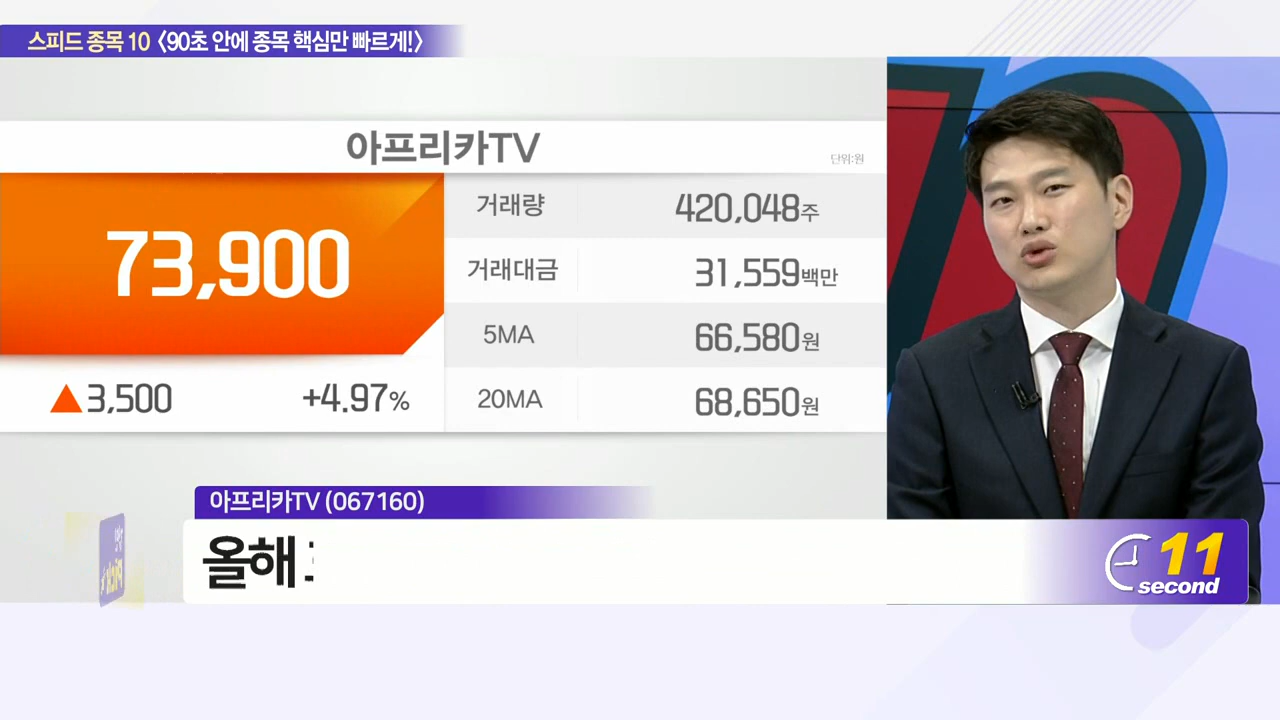 스피드 종목 10 〈90초 안에 종목 핵심만 빠르게!〉
아프리카TV
단위:원
73,900
▲3,500 +4.97%
거래량 420,048주
거래대금 31,559백만
5MA 66,580원
20MA 68,650원
아프리카TV (067160)
올해
11
second